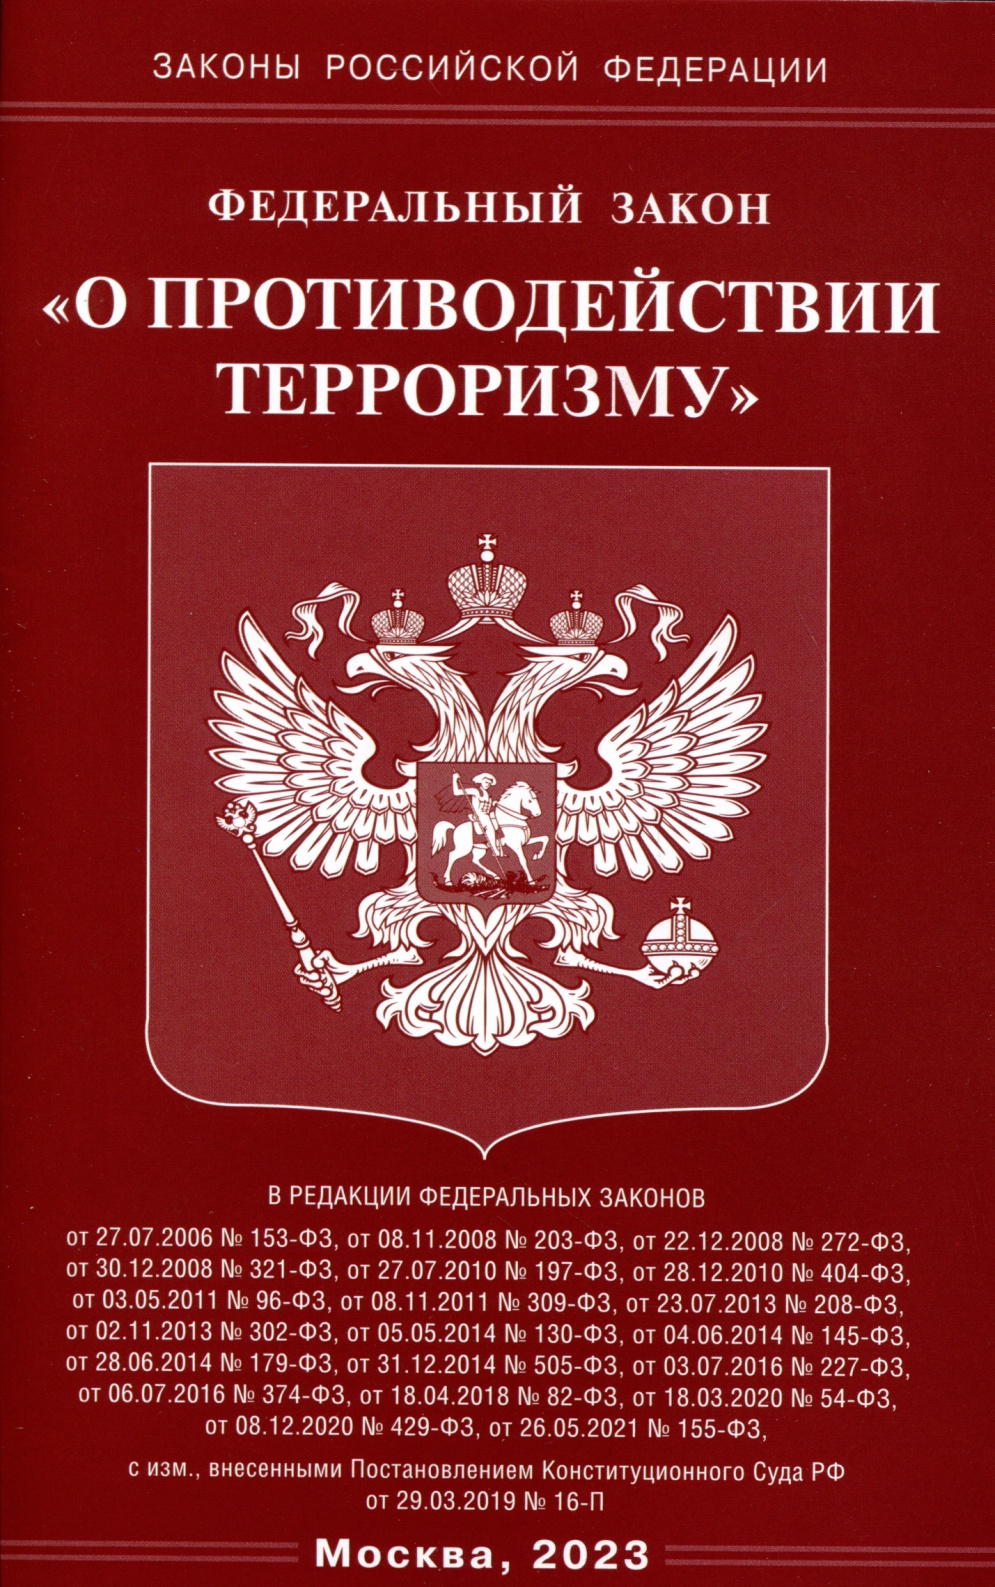 ЗАКОНЫ РОССИЙСКОЙ ФЕДЕРАЦИИ
ФЕДЕРАЛЬНЫЙ ЗАКОН
«О ПРОТИВОДЕЙСТВИИ
ТЕРРОРИЗМУ»
В РЕДАКЦИИ ФЕДЕРАЛЬНЫХ ЗАКОНОВ
от 27.07.2006 № 153-ФЗ, от 08.11.2008 № 203-ФЗ, от 22.12.2008 № 272-ФЗ,
от 30.12.2008 № 321-ФЗ, от 27.07.2010 № 197-ФЗ, от 28.12.2010 № 404-ФЗ,
от 03.05.2011 № 96-ФЗ, от 08.11.2011 № 309-ФЗ, от 23.07.2013 № 208-ФЗ,
от 02.11.2013 № 302-ФЗ, от 05.05.2014 № 130-ФЗ, от 04.06.2014 № 145-ФЗ,
от 28.06.2014 № 179-ФЗ, от 31.12.2014 № 505-ФЗ, от 03.07.2016 № 227-ФЗ,
от 06.07.2016 № 374-ФЗ, от 18.04.2018 № 82-ФЗ, от 18.03.2020 № 54-ФЗ,
от 08.12.2020 № 429-ФЗ, от 26.05.2021 № 155-ФЗ,
с изм., внесенными Постановлением Конституционного Суда РФ
от 29.03.2019 № 16-П
Москва, 2023